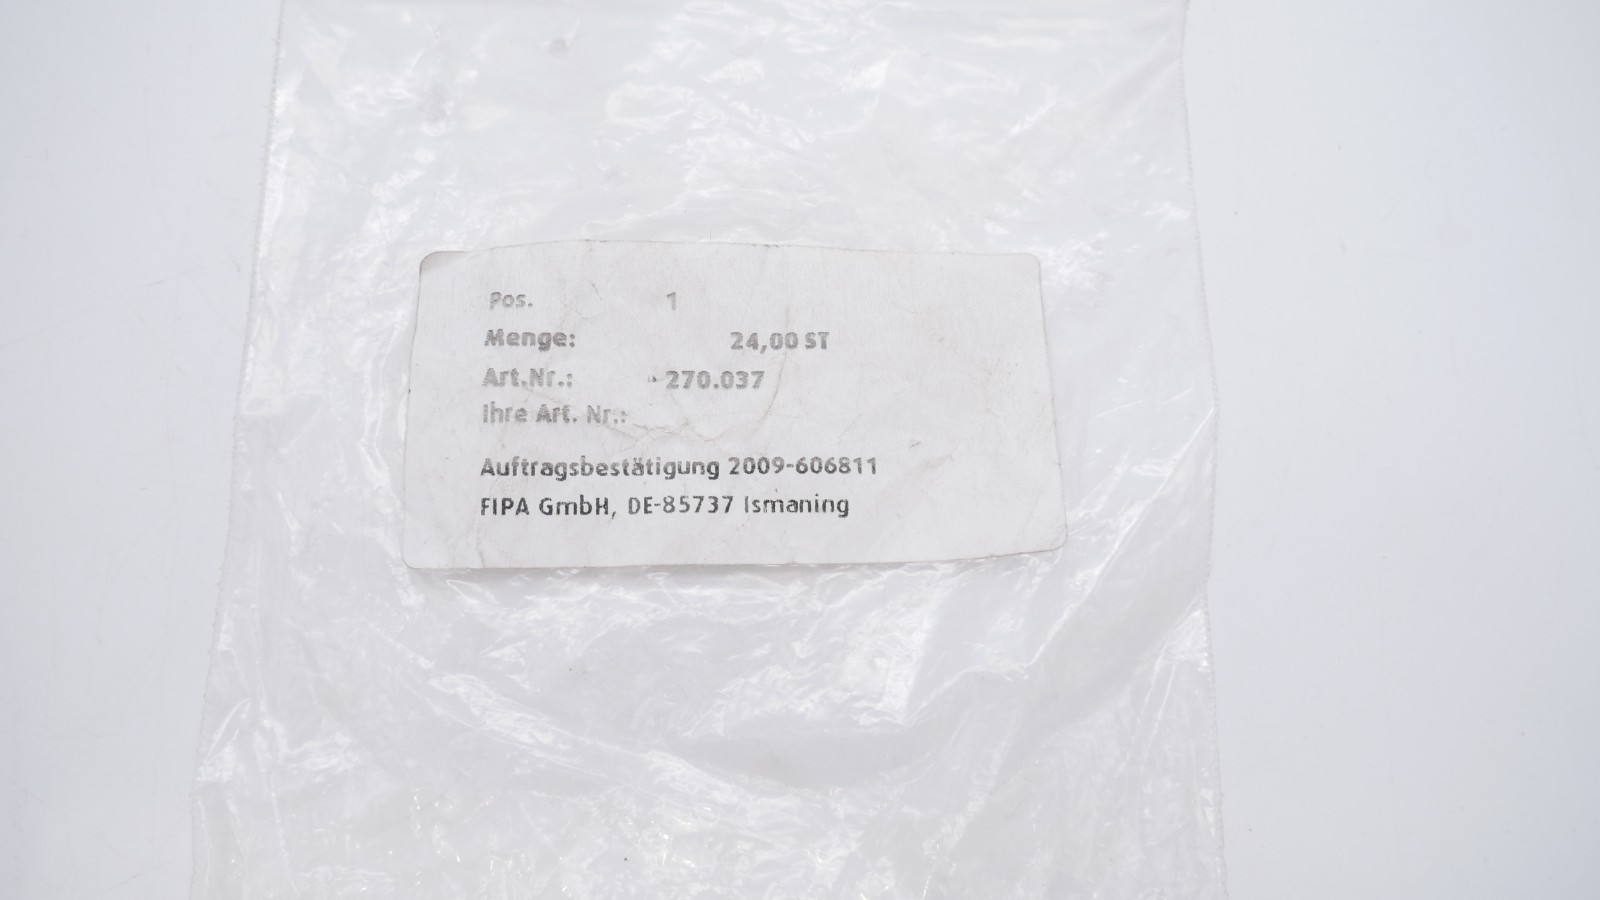 Pos. 1
Menge: 24,00 ST
Art.Nr.: 270.037
Ihre Art. Nr.:
Auftragsbestätigung 2009-606811
FIPA GmbH, DE-85737 Ismaning